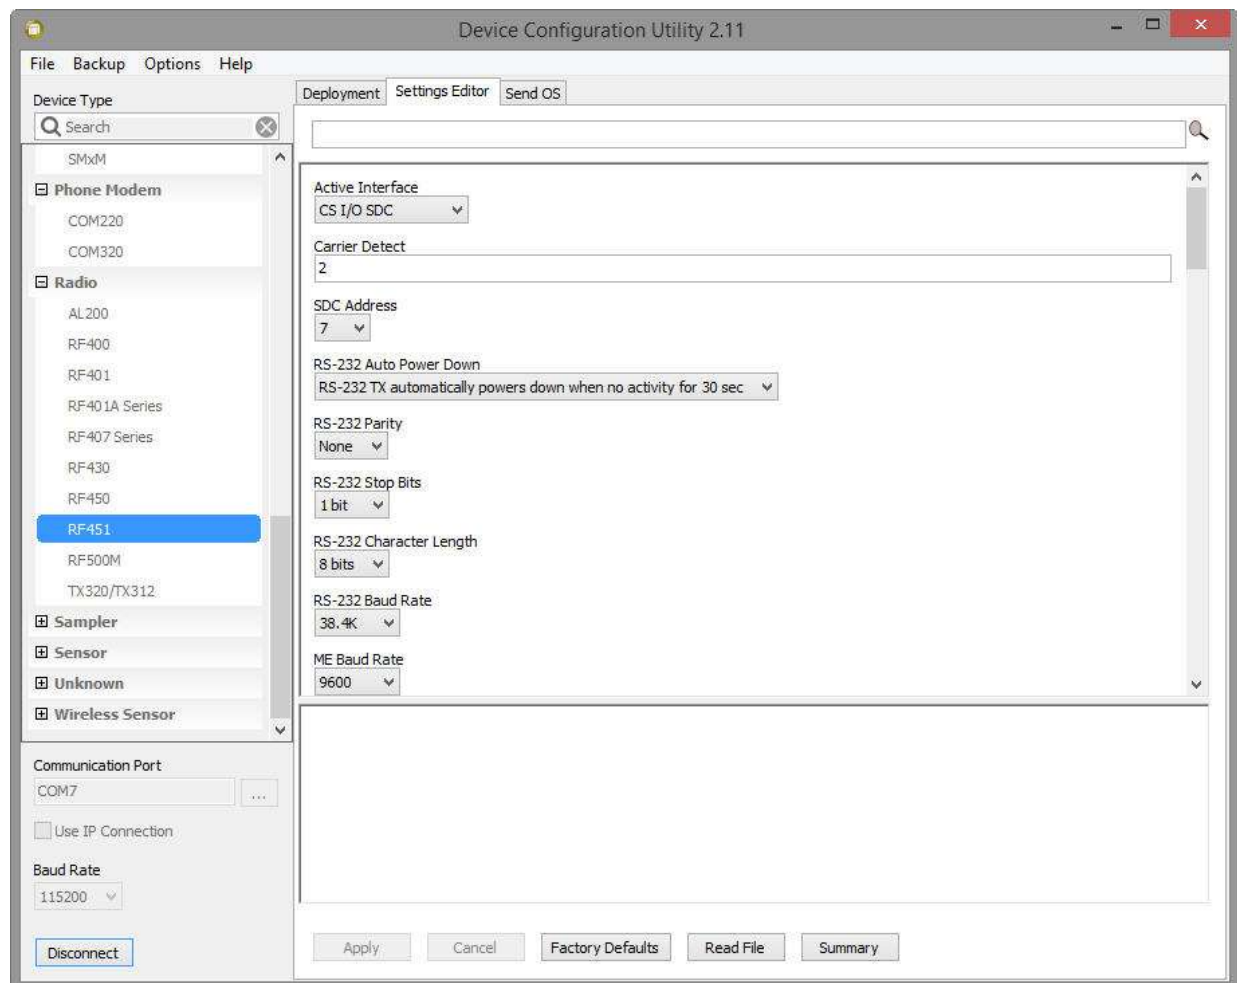 Device Configuration Utility 2.11
File Backup Options Help
Device Type
Search
SMxM
Phone Modem
COM220
COM320
Radio
AL200
RF400
RF401
RF401A Series
RF407 Series
RF430
RF450
RF451
RF500M
TX320/TX312
Sampler
Sensor
Unknown
Wireless Sensor
Communication Port
COM7
...
Use IP Connection
Baud Rate
115200
Disconnect
Deployment Settings Editor Send OS
Active Interface
CS I/O SDC
Carrier Detect
2
SDC Address
7
RS-232 Auto Power Down
RS-232 TX automatically powers down when no activity for 30 sec
RS-232 Parity
None
RS-232 Stop Bits
1 bit
RS-232 Character Length
8 bits
RS-232 Baud Rate
38.4K
ME Baud Rate
9600
Apply Cancel Factory Defaults Read File Summary